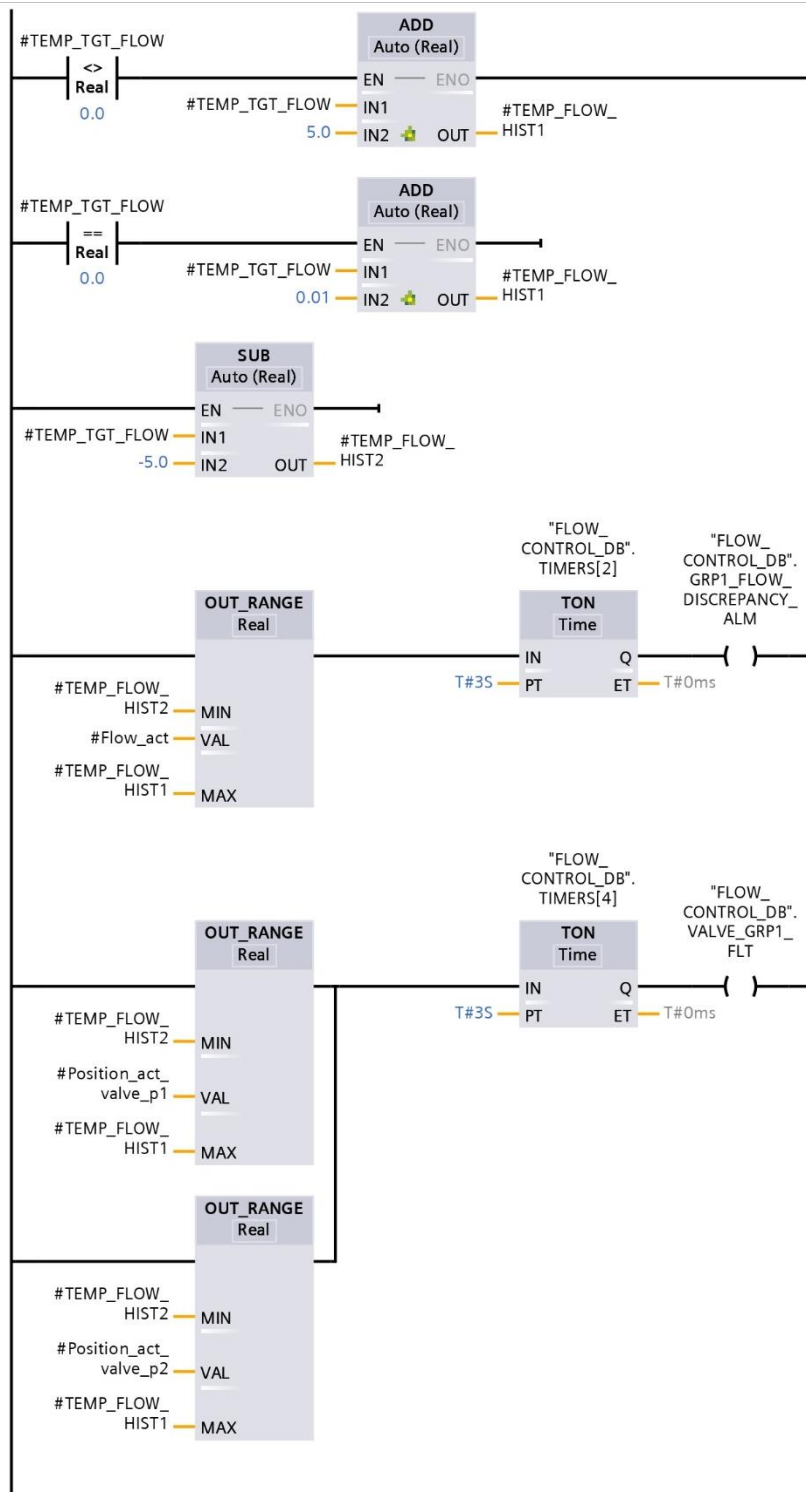 #TEMP_TGT_FLOW
<>
Real
0.0
ADD
Auto (Real)
EN
ENO
#TEMP_TGT_FLOW
IN1
5.0
IN2
OUT
#TEMP_FLOW_
HIST1
#TEMP_TGT_FLOW
==
Real
0.0
ADD
Auto (Real)
EN
ENO
#TEMP_TGT_FLOW
IN1
0.01
IN2
OUT
#TEMP_FLOW_
HIST1
SUB
Auto (Real)
EN
ENO
#TEMP_TGT_FLOW
IN1
-5.0
IN2
OUT
#TEMP_FLOW_
HIST2
OUT_RANGE
Real
#TEMP_FLOW_
HIST2
MIN
#Flow_act
VAL
#TEMP_FLOW_
HIST1
MAX
"FLOW_
CONTROL_DB".
TIMERS[2]
TON
Time
IN
Q
T#3S
PT
ET
T#0ms
"FLOW_
CONTROL_DB".
GRP1_FLOW_
DISCREPANCY_
ALM
OUT_RANGE
Real
#TEMP_FLOW_
HIST2
MIN
#Position_act_
valve_p1
VAL
#TEMP_FLOW_
HIST1
MAX
"FLOW_
CONTROL_DB".
TIMERS[4]
TON
Time
IN
Q
T#3S
PT
ET
T#0ms
"FLOW_
CONTROL_DB".
VALVE_GRP1_
FLT
OUT_RANGE
Real
#TEMP_FLOW_
HIST2
MIN
#Position_act_
valve_p2
VAL
#TEMP_FLOW_
HIST1
MAX